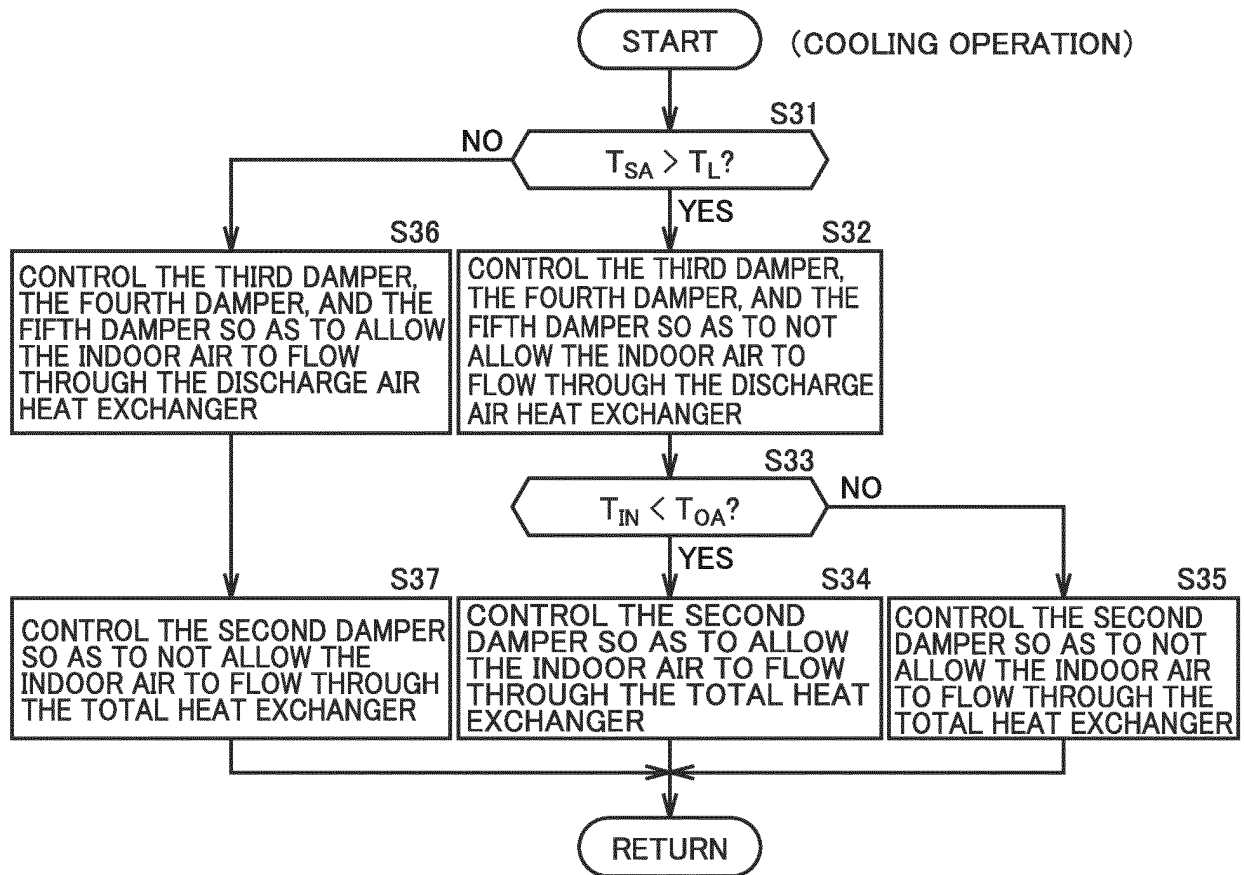 START
(COOLING OPERATION)
S31
T_SA > T_L?
NO
YES
S36
CONTROL THE THIRD DAMPER,
THE FOURTH DAMPER, AND THE
FIFTH DAMPER SO AS TO ALLOW
THE INDOOR AIR TO FLOW
THROUGH THE DISCHARGE AIR
HEAT EXCHANGER
S32
CONTROL THE THIRD DAMPER,
THE FOURTH DAMPER, AND THE
FIFTH DAMPER SO AS TO NOT
ALLOW THE INDOOR AIR TO
FLOW THROUGH THE DISCHARGE
AIR HEAT EXCHANGER
S33
T_IN < T_OA?
NO
YES
S37
CONTROL THE SECOND DAMPER
SO AS TO NOT ALLOW THE
INDOOR AIR TO FLOW THROUGH
THE TOTAL HEAT EXCHANGER
S34
CONTROL THE SECOND
DAMPER SO AS TO ALLOW
THE INDOOR AIR TO FLOW
THROUGH THE TOTAL HEAT
EXCHANGER
S35
CONTROL THE SECOND
DAMPER SO AS TO NOT
ALLOW THE INDOOR AIR
TO FLOW THROUGH THE
TOTAL HEAT EXCHANGER
RETURN